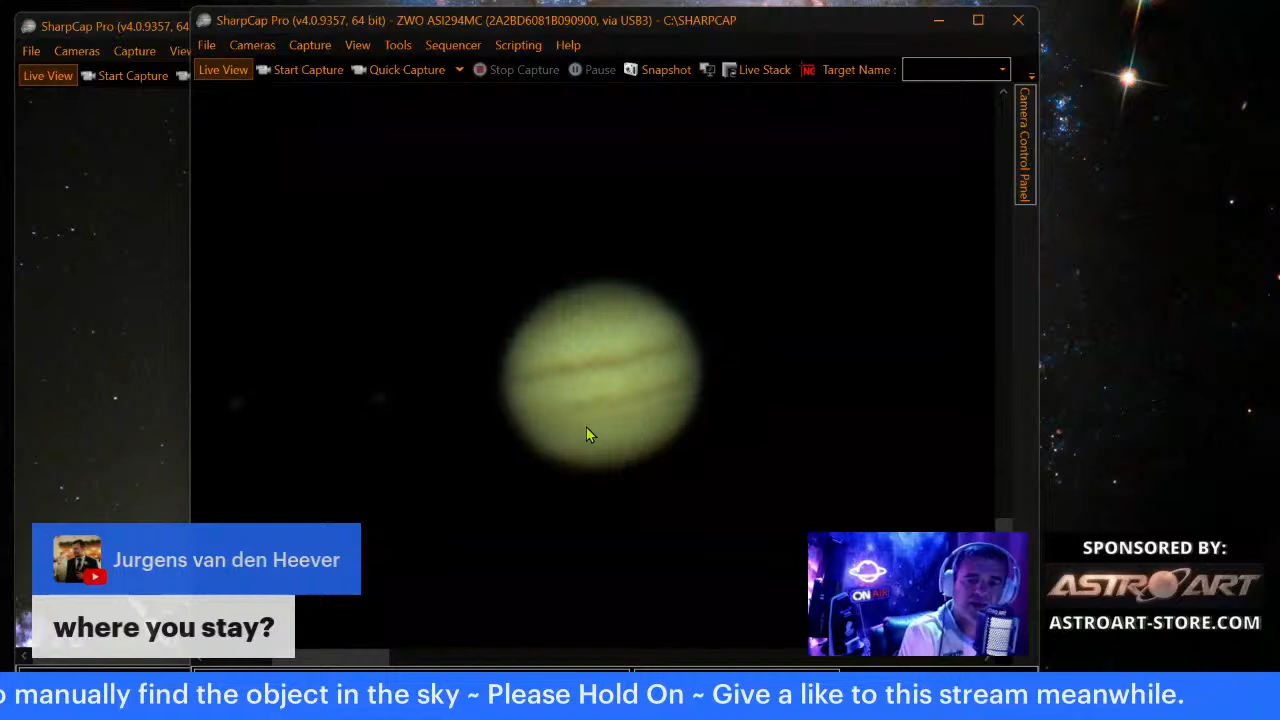 SharpCap Pro (v4.0.9357, 64
File Cameras Capture View
Live View Start Capture
SharpCap Pro (v4.0.9357, 64 bit) - ZWO ASI294MC (2A2BD6081B090900, via USB3) - C:\SHARPCAP
File Cameras Capture View Tools Sequencer Scripting Help
Live View Start Capture Quick Capture Stop Capture Pause Snapshot Live Stack Target Name :
Camera Control Panel
Jurgens van den Heever
where you stay?
ON AIR
SPONSORED BY:
ASTROART
ASTROART-STORE.COM
o manually find the object in the sky ~ Please Hold On ~ Give a like to this stream meanwhile.